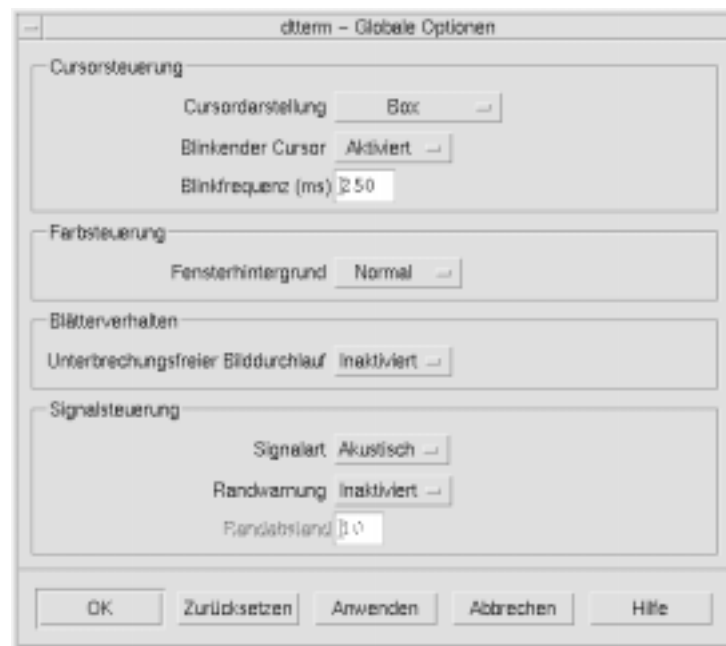 dtterm – Globale Optionen
Cursorsteuerung
Cursordarstellung Box
Blinkender Cursor Aktiviert
Blinkfrequenz (ms) 250
Farbsteuerung
Fensterhintergrund Normal
Blätterverhalten
Unterbrechungsfreier Bilddurchlauf Inaktiviert
Signalsteuerung
Signalart Akustisch
Randwarnung Inaktiviert
Randabstand 10
OK Zurücksetzen Anwenden Abbrechen Hilfe